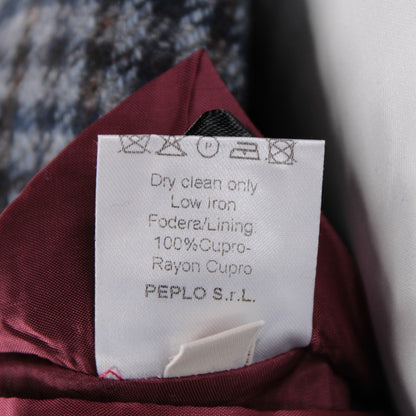 P
Dry clean only
Low Iron
Fodera/Lining:
100%Cupro-
Rayon Cupro
PEPLO S.r.L.